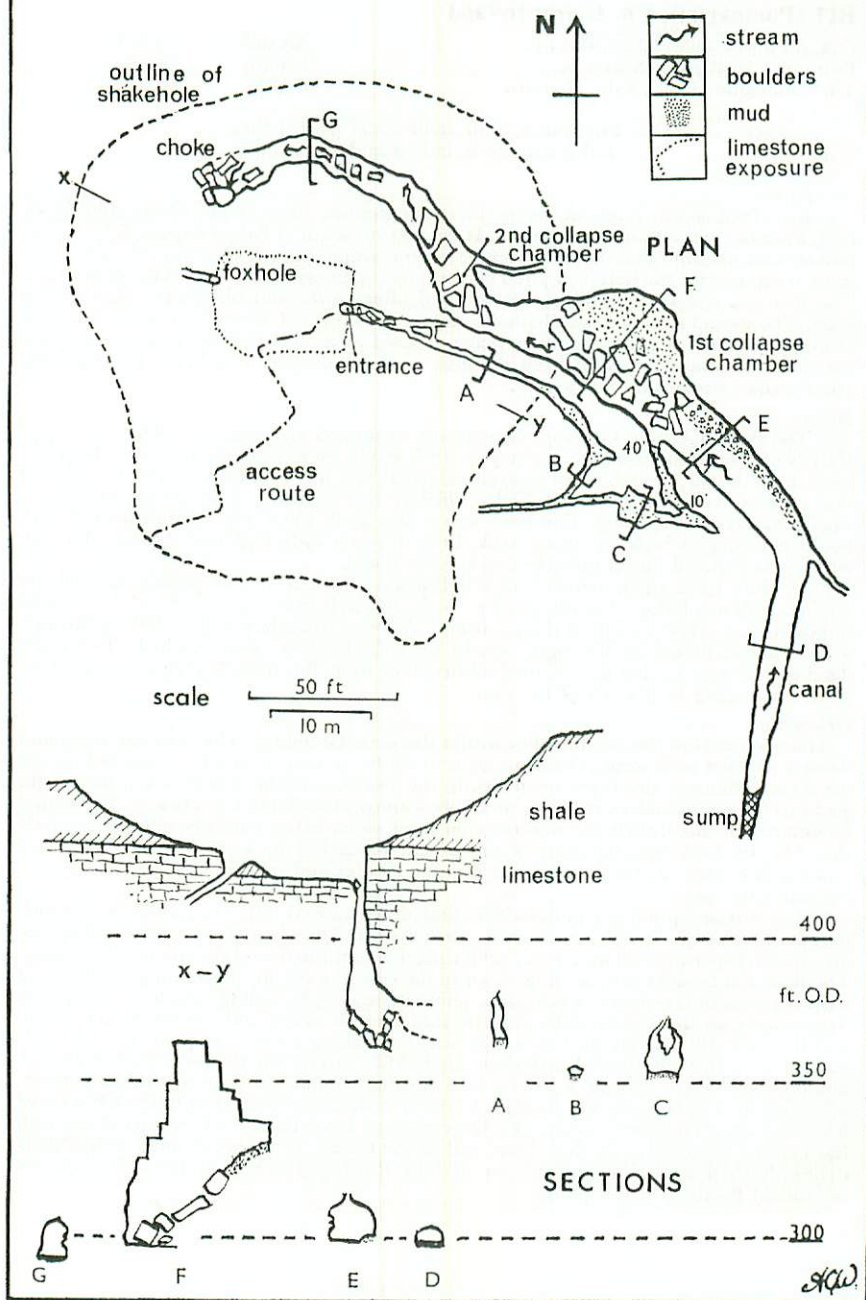 N
stream
boulders
mud
limestone
exposure
outline of
shakehole
G
choke
x
2nd collapse
chamber
PLAN
foxhole
F
1st collapse
chamber
entrance
A
E
y
40'
access
route
B
10'
C
D
scale
50 ft
10 m
canal
sump
shale
limestone
400
x – y
ft. O.D.
350
A
B
C
SECTIONS
300
G
F
E
D